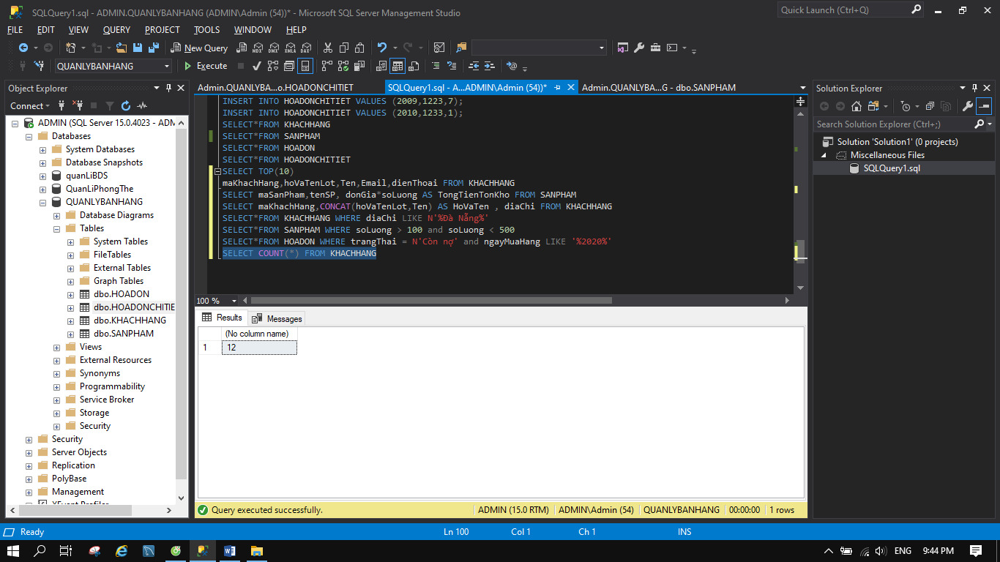 SQLQuery1.sql - ADMIN.QUANLYBANHANG (ADMIN\Admin (54))* - Microsoft SQL Server Management Studio
Quick Launch (Ctrl+Q)
FILE EDIT VIEW QUERY PROJECT TOOLS WINDOW HELP
New Query
MDX DMX XMLA DAX
QUANLYBANHANG
Execute
Object Explorer
Connect
ADMIN (SQL Server 15.0.4023 - ADM
Databases
System Databases
Database Snapshots
quanLiBDS
QuanLiPhongThe
QUANLYBANHANG
Database Diagrams
Tables
System Tables
FileTables
External Tables
Graph Tables
dbo.HOADON
dbo.HOADONCHITIE
dbo.KHACHHANG
dbo.SANPHAM
Views
External Resources
Synonyms
Programmability
Service Broker
Storage
Security
Security
Server Objects
Replication
PolyBase
Management
XEvent Profiler
Admin.QUANLYBA...o.HOADONCHITIET
SQLQuery1.sql - A...ADMIN\Admin (54))*
Admin.QUANLYBA...G - dbo.SANPHAM
INSERT INTO HOADONCHITIET VALUES (2009,1223,7);
INSERT INTO HOADONCHITIET VALUES (2010,1233,1);
SELECT*FROM KHACHHANG
SELECT*FROM SANPHAM
SELECT*FROM HOADON
SELECT*FROM HOADONCHITIET
SELECT TOP(10)
maKhachHang,hoVaTenLot,Ten,Email,dienThoai FROM KHACHHANG
SELECT maSanPham,tenSP, donGia*soLuong AS TongTienTonKho FROM SANPHAM
SELECT maKhachHang,CONCAT(hoVaTenLot,Ten) AS HoVaTen , diaChi FROM KHACHHANG
SELECT*FROM KHACHHANG WHERE diaChi LIKE N'%Đà Nẵng%'
SELECT*FROM SANPHAM WHERE soLuong > 100 and soLuong < 500
SELECT*FROM HOADON WHERE trangThai = N'Còn nợ' and ngayMuaHang LIKE '%2020%'
SELECT COUNT(*) FROM KHACHHANG
100 %
Results
Messages
(No column name)
1 12
Query executed successfully.
ADMIN (15.0 RTM)
ADMIN\Admin (54)
QUANLYBANHANG
00:00:00
1 rows
Solution Explorer
Search Solution Explorer (Ctrl+;)
Solution 'Solution1' (0 projects)
Miscellaneous Files
SQLQuery1.sql
Ready
Ln 100
Col 1
Ch 1
INS
ENG
9:44 PM